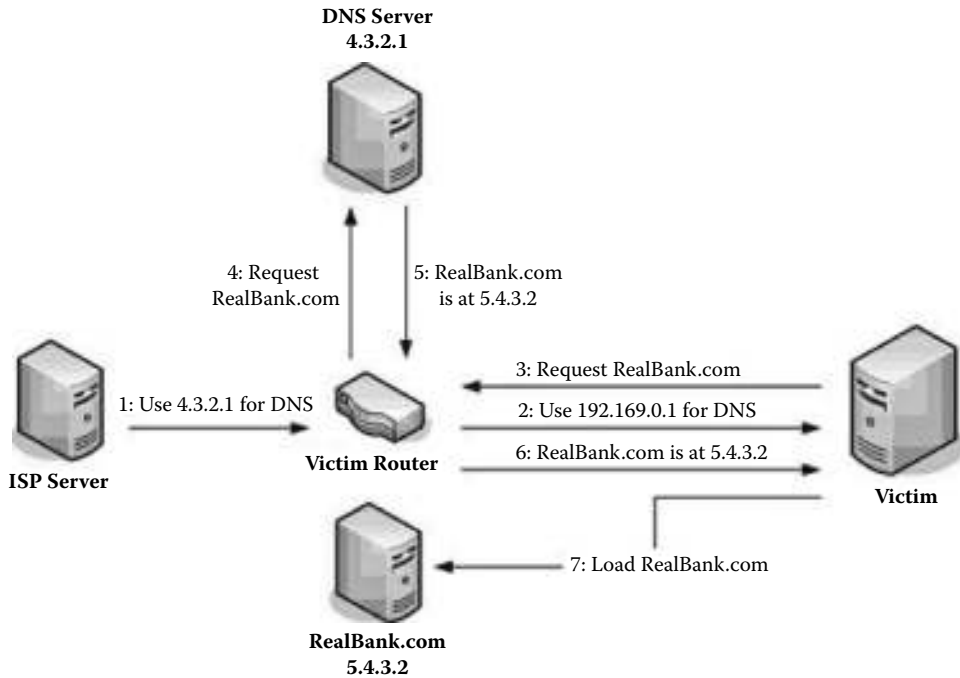 DNS Server
4.3.2.1
4: Request
RealBank.com
5: RealBank.com
is at 5.4.3.2
3: Request RealBank.com
1: Use 4.3.2.1 for DNS
2: Use 192.169.0.1 for DNS
Victim Router
6: RealBank.com is at 5.4.3.2
ISP Server
Victim
7: Load RealBank.com
RealBank.com
5.4.3.2